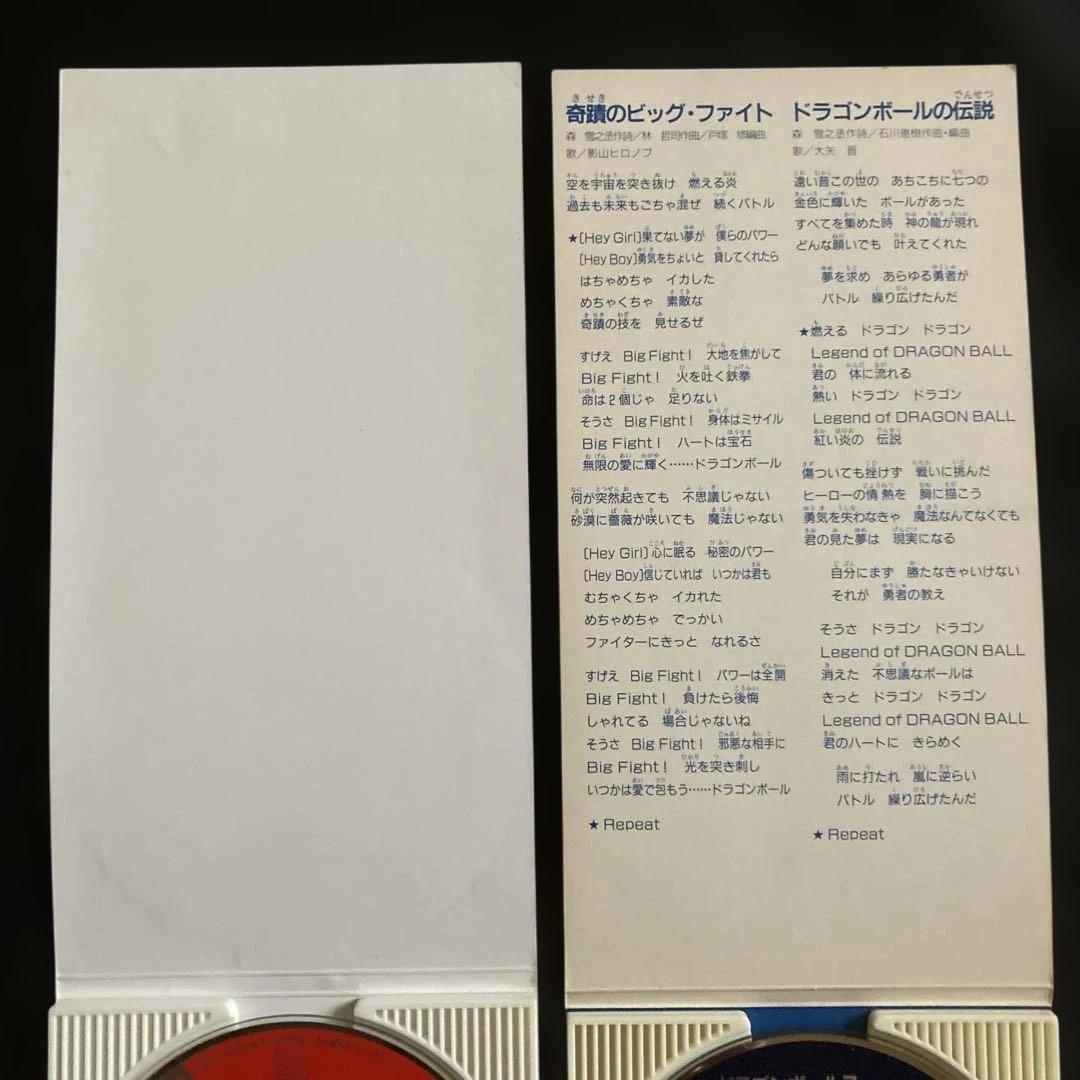 奇蹟のビッグ・ファイト
森 雪之丞作詩／林 哲司作曲／戸塚 修編曲
歌／影山ヒロノブ
空を宇宙を突き抜け 燃える炎
過去も未来もごちゃ混ぜ 続くバトル
★〔Hey Girl〕果てない夢が 僕らのパワー
〔Hey Boy〕勇気をちょいと 貸してくれたら
はちゃめちゃ イカした
めちゃくちゃ 素敵な
奇蹟の技を 見せるぜ
すげえ Big Fight! 大地を焦がして
Big Fight! 火を吐く鉄拳
命は2個じゃ 足りない
そうさ Big Fight! 身体はミサイル
Big Fight! ハートは宝石
無限の愛に輝く……ドラゴンボール
何が突然起きても 不思議じゃない
砂漠に薔薇が咲いても 魔法じゃない
〔Hey Girl〕心に眠る 秘密のパワー
〔Hey Boy〕信じていれば いつかは君も
むちゃくちゃ イカれた
めちゃめちゃ でっかい
ファイターにきっと なれるさ
すげえ Big Fight! パワーは全開
Big Fight! 負けたら後悔
しゃれてる 場合じゃないね
そうさ Big Fight! 邪悪な相手に
Big Fight! 光を突き刺し
いつかは愛で包もう……ドラゴンボール
★ Repeat
ドラゴンボールの伝説
森 雪之丞作詩／石川恵樹作曲・編曲
歌／大矢 晋
遠い昔この世の あちこちに七つの
金色に輝いた ボールがあった
すべてを集めた時 神の龍が現れ
どんな願いでも 叶えてくれた
夢を求め あらゆる勇者が
バトル 繰り広げたんだ
★燃える ドラゴン ドラゴン
Legend of DRAGON BALL
君の 体に流れる
熱い ドラゴン ドラゴン
Legend of DRAGON BALL
紅い炎の 伝説
傷ついても挫けず 戦いに挑んだ
ヒーローの情熱を 胸に描こう
勇気を失わなきゃ 魔法なんてなくても
君の見た夢は 現実になる
自分にまず 勝たなきゃいけない
それが 勇者の教え
そうさ ドラゴン ドラゴン
Legend of DRAGON BALL
消えた 不思議なボールは
きっと ドラゴン ドラゴン
Legend of DRAGON BALL
君のハートに きらめく
雨に打たれ 嵐に逆らい
バトル 繰り広げたんだ
★ Repeat